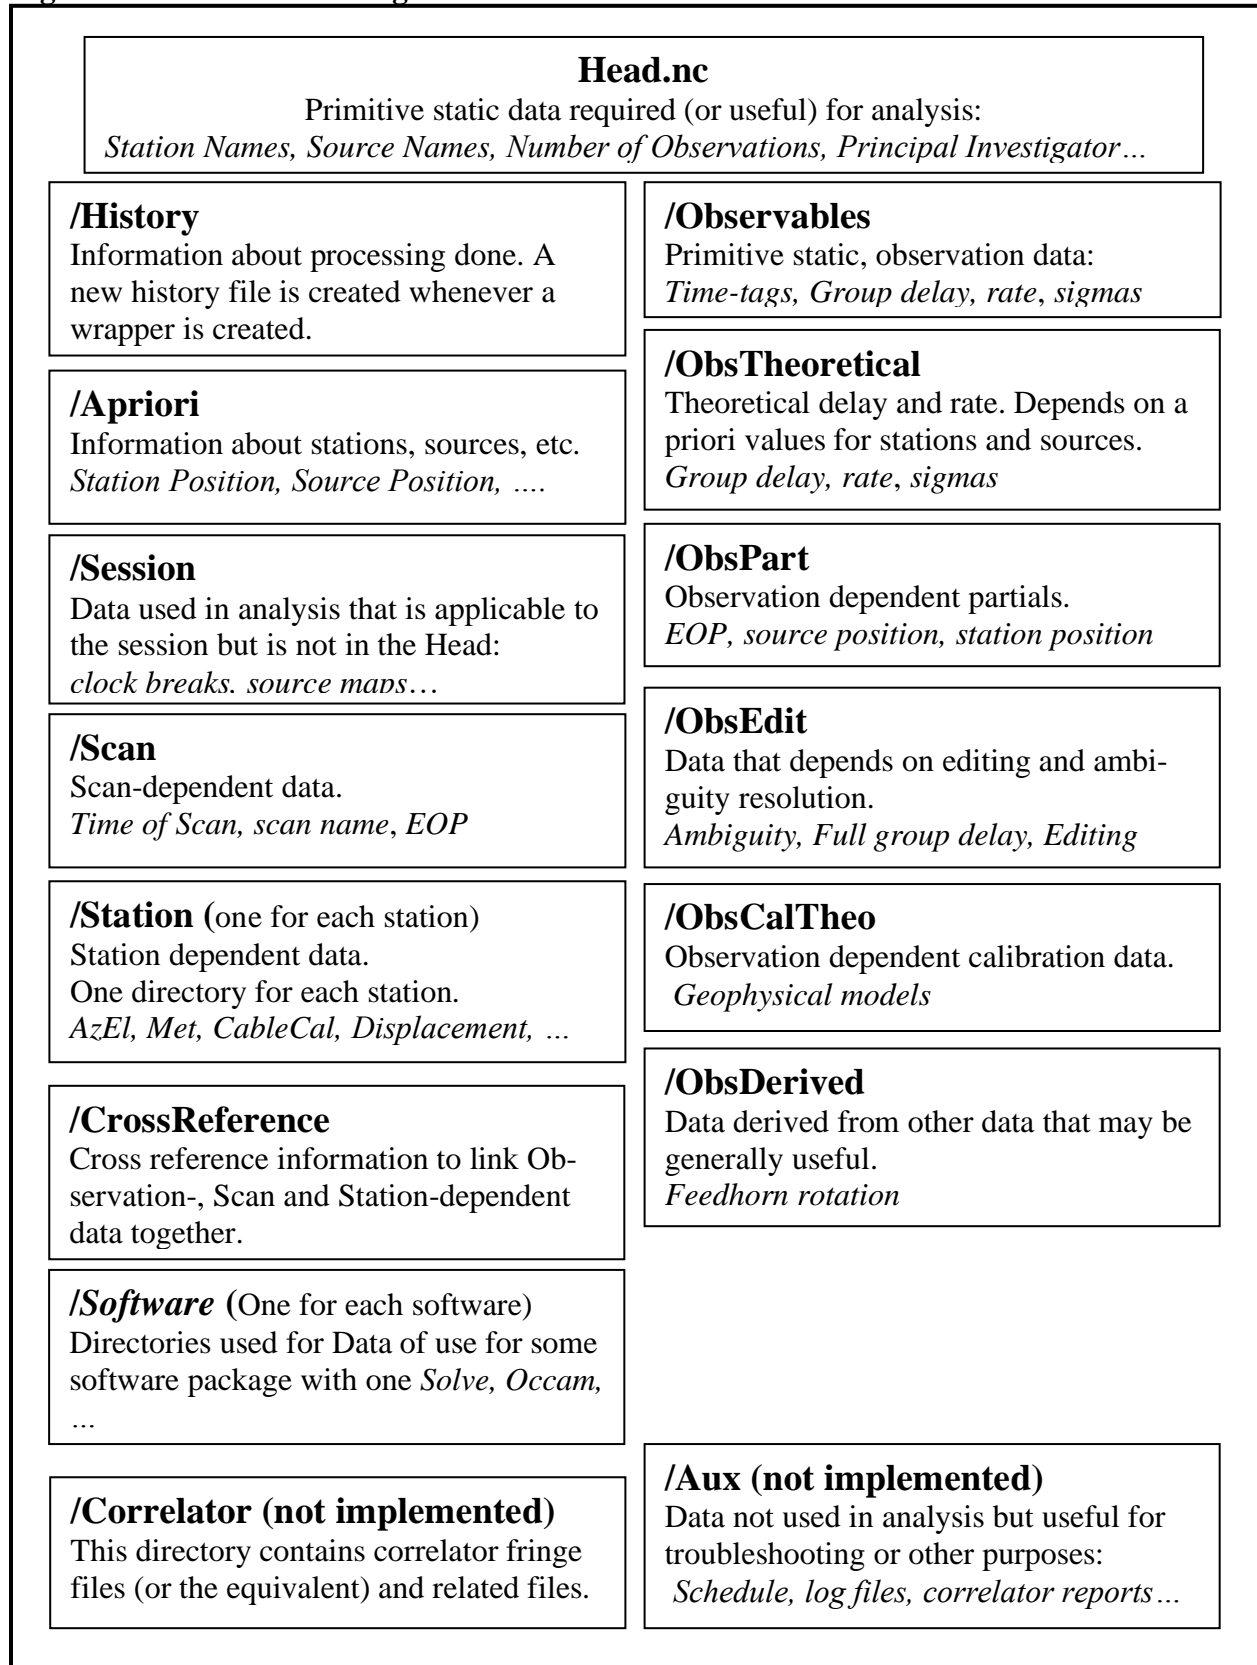 Head.nc
Primitive static data required (or useful) for analysis:
Station Names, Source Names, Number of Observations, Principal Investigator…
/History
Information about processing done. A
new history file is created whenever a
wrapper is created.
/Apriori
Information about stations, sources, etc.
Station Position, Source Position, ….
/Session
Data used in analysis that is applicable to
the session but is not in the Head:
clock breaks, source maps…
/Scan
Scan-dependent data.
Time of Scan, scan name, EOP
/Station (one for each station)
Station dependent data.
One directory for each station.
AzEl, Met, CableCal, Displacement, …
/CrossReference
Cross reference information to link Ob-
servation-, Scan and Station-dependent
data together.
/Software (One for each software)
Directories used for Data of use for some
software package with one Solve, Occam,
…
/Correlator (not implemented)
This directory contains correlator fringe
files (or the equivalent) and related files.
/Observables
Primitive static, observation data:
Time-tags, Group delay, rate, sigmas
/ObsTheoretical
Theoretical delay and rate. Depends on a
priori values for stations and sources.
Group delay, rate, sigmas
/ObsPart
Observation dependent partials.
EOP, source position, station position
/ObsEdit
Data that depends on editing and ambi-
guity resolution.
Ambiguity, Full group delay, Editing
/ObsCalTheo
Observation dependent calibration data.
Geophysical models
/ObsDerived
Data derived from other data that may be
generally useful.
Feedhorn rotation
/Aux (not implemented)
Data not used in analysis but useful for
troubleshooting or other purposes:
Schedule, log files, correlator reports…